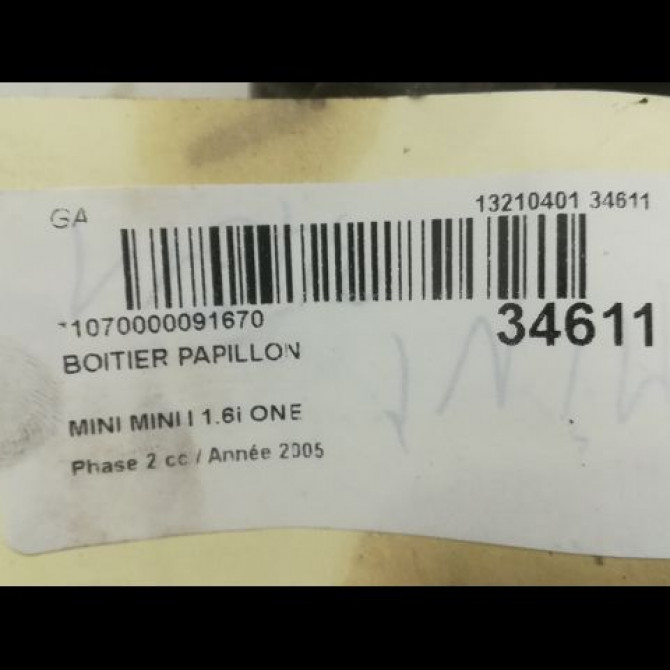 GA
13210401 34611
*1070000091670
34611
BOITIER PAPILLON
MINI MINI I 1.6i ONE
Phase 2 cc / Année 2005